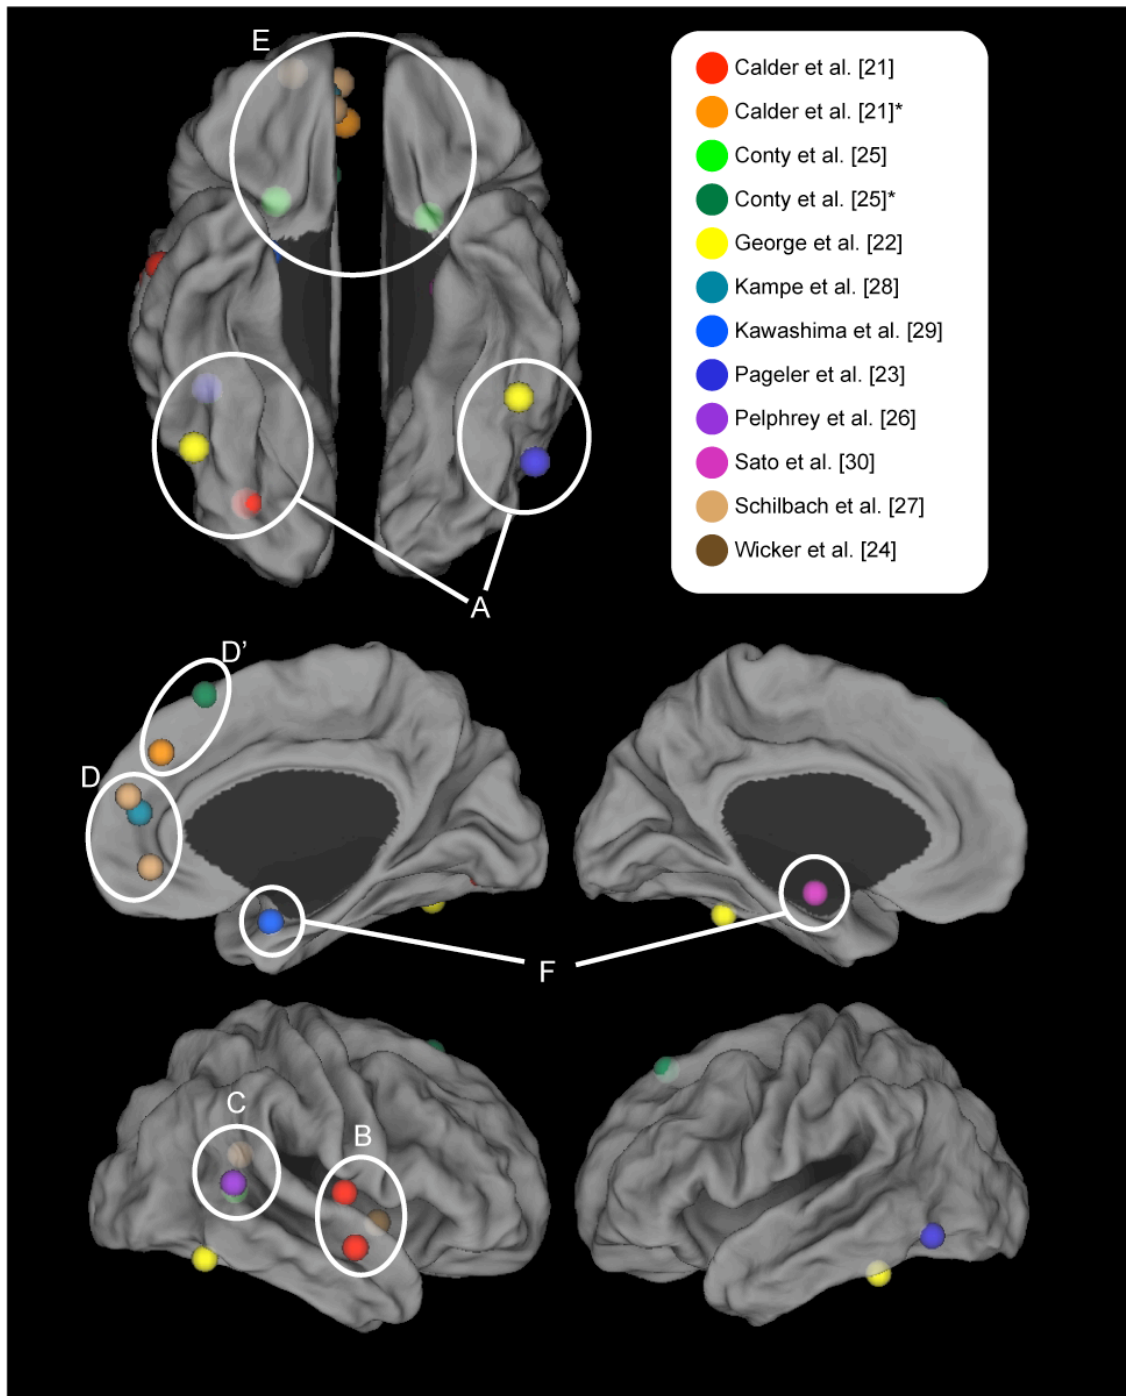 E
Calder et al. [21]
Calder et al. [21]*
Conty et al. [25]
Conty et al. [25]*
George et al. [22]
Kampe et al. [28]
Kawashima et al. [29]
Pageler et al. [23]
Pelphrey et al. [26]
Sato et al. [30]
Schilbach et al. [27]
Wicker et al. [24]
A
D’
D
F
C
B